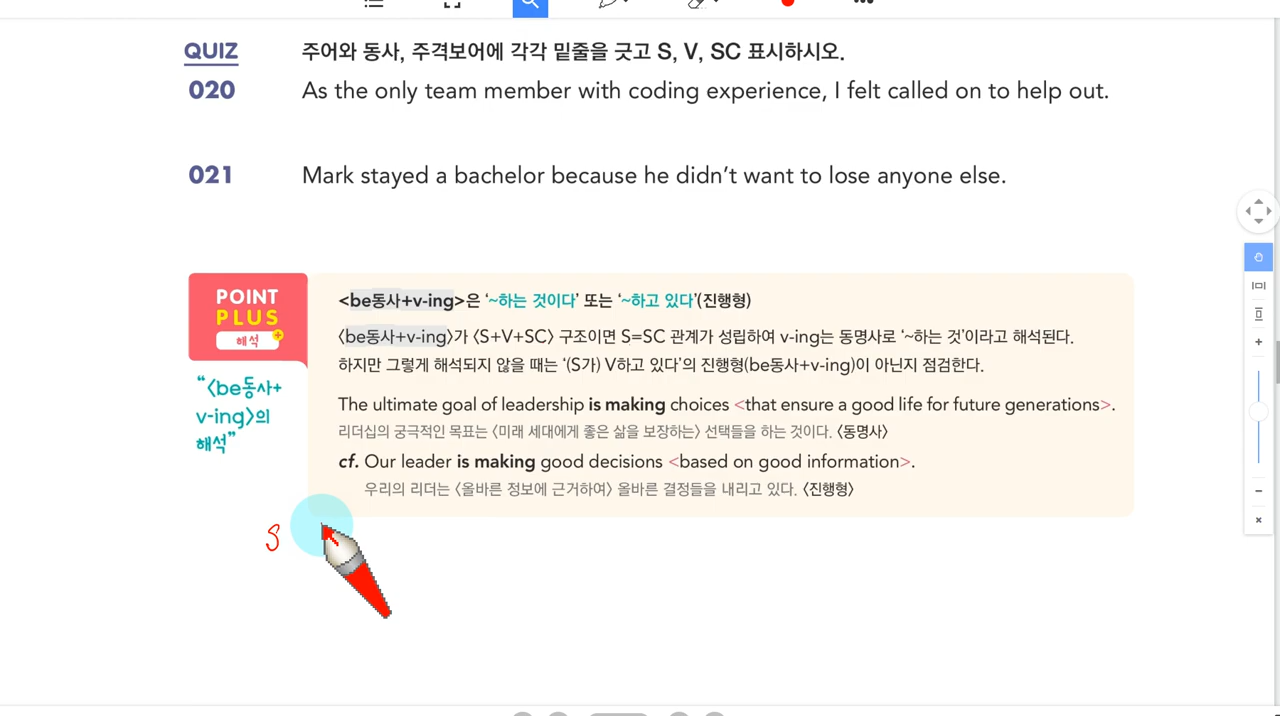 QUIZ 주어와 동사, 주격보어에 각각 밑줄을 긋고 S, V, SC 표시하시오.
020 As the only team member with coding experience, I felt called on to help out.
021 Mark stayed a bachelor because he didn't want to lose anyone else.
POINT
PLUS
해석
"〈be동사+
v-ing〉의
해석"
<be동사+v-ing>은 '~하는 것이다' 또는 '~하고 있다'(진행형)
〈be동사+v-ing〉가 〈S+V+SC〉 구조이면 S=SC 관계가 성립하여 v-ing는 동명사로 '~하는 것'이라고 해석된다.
하지만 그렇게 해석되지 않을 때는 '(S가) V하고 있다'의 진행형(be동사+v-ing)이 아닌지 점검한다.
The ultimate goal of leadership is making choices <that ensure a good life for future generations>.
리더십의 궁극적인 목표는 〈미래 세대에게 좋은 삶을 보장하는〉 선택들을 하는 것이다. 〈동명사〉
cf. Our leader is making good decisions <based on good information>.
우리의 리더는 〈올바른 정보에 근거하여〉 올바른 결정들을 내리고 있다. 〈진행형〉
S